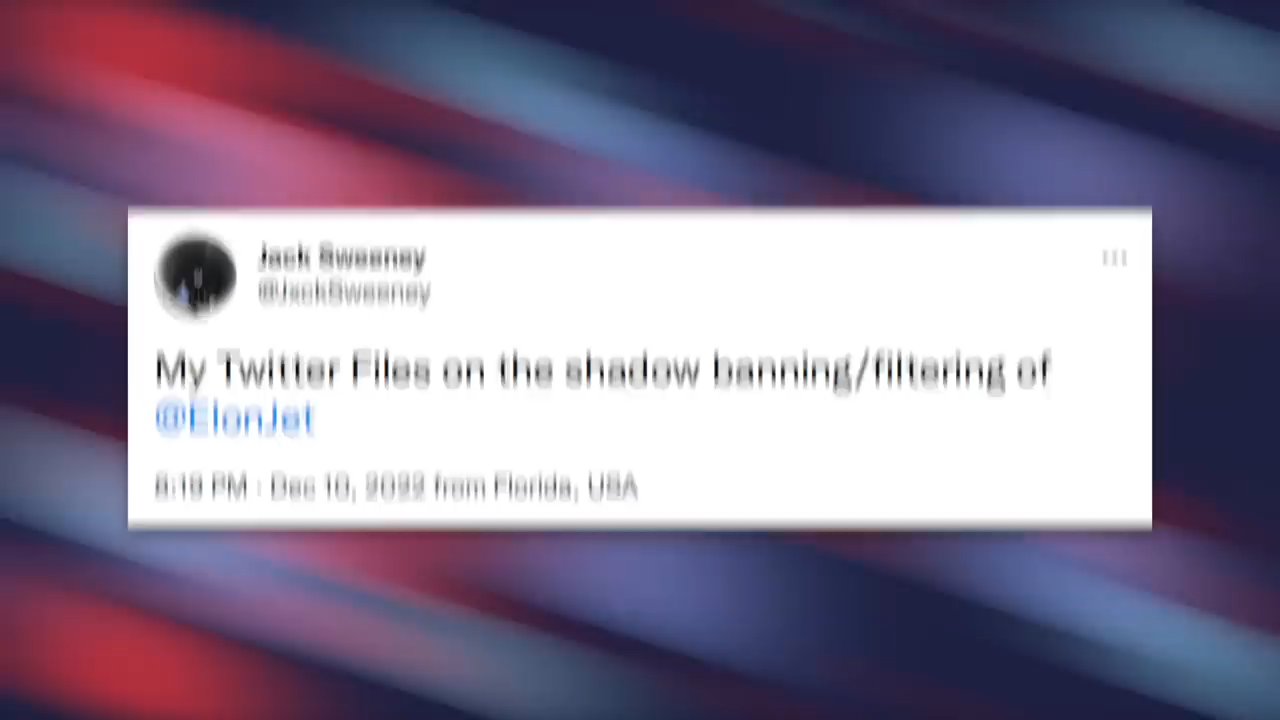 Jack Sweeney
@JackSweeney
My Twitter Files on the shadow banning/filtering of
@ElonJet
8:19 PM · Dec 10, 2022 from Florida, USA